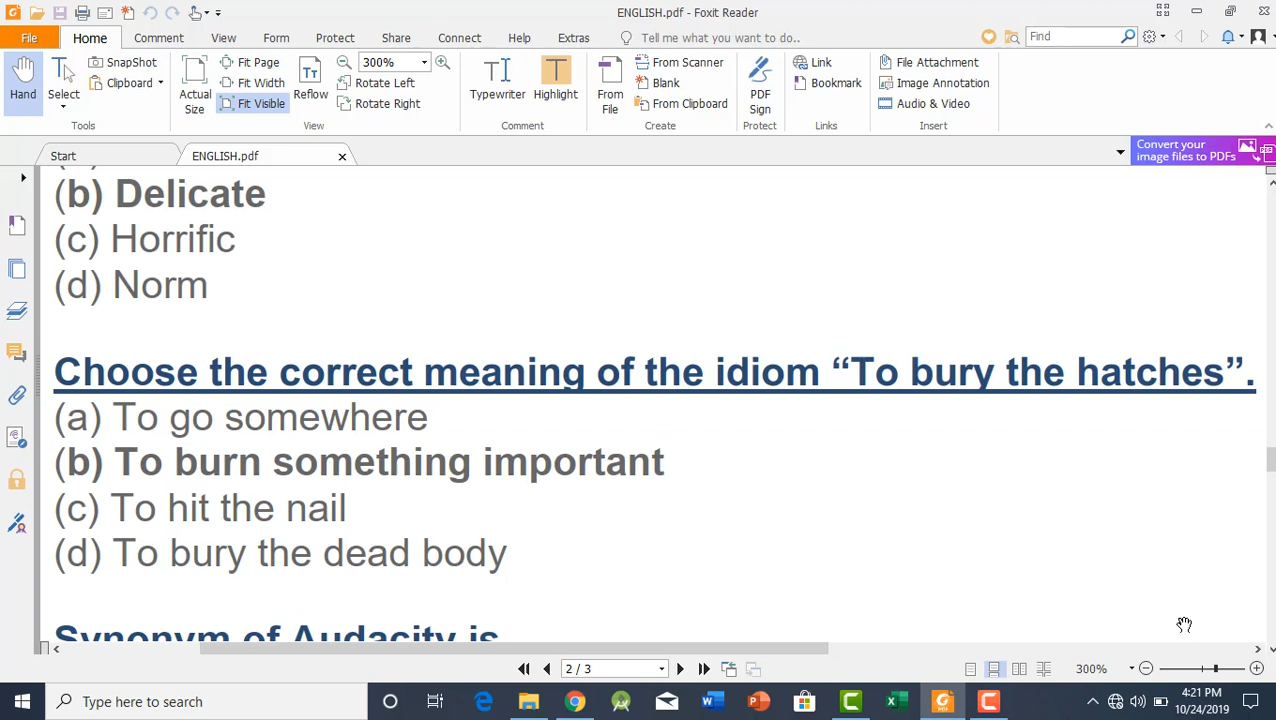 ENGLISH.pdf - Foxit Reader
File Home Comment View Form Protect Share Connect Help Extras Tell me what you want to do.. Find
Hand
Select
SnapShot
Clipboard
Tools
Actual Size
Fit Page
Fit Width
Fit Visible
Reflow
300%
Rotate Left
Rotate Right
View
Typewriter
Highlight
Comment
From File
From Scanner
Blank
From Clipboard
Create
PDF Sign
Protect
Link
Bookmark
Links
File Attachment
Image Annotation
Audio & Video
Insert
Start ENGLISH.pdf
Convert your
image files to PDFs
(b) Delicate
(c) Horrific
(d) Norm
Choose the correct meaning of the idiom “To bury the hatches”.
(a) To go somewhere
(b) To burn something important
(c) To hit the nail
(d) To bury the dead body
Synonym of Audacity is
2 / 3 300%
Type here to search
4:21 PM
10/24/2019